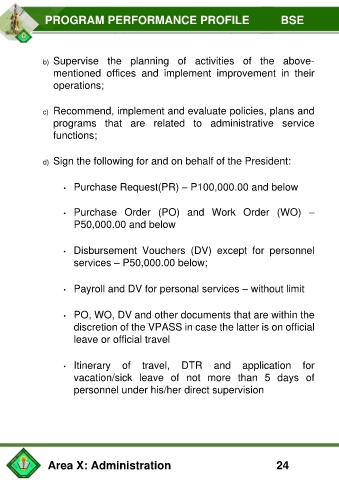 PROGRAM PERFORMANCE PROFILE BSE
b) Supervise the planning of activities of the above-
mentioned offices and implement improvement in their
operations;
c) Recommend, implement and evaluate policies, plans and
programs that are related to administrative service
functions;
d) Sign the following for and on behalf of the President:
• Purchase Request(PR) – P100,000.00 and below
• Purchase Order (PO) and Work Order (WO) –
P50,000.00 and below
• Disbursement Vouchers (DV) except for personnel
services – P50,000.00 below;
• Payroll and DV for personal services – without limit
• PO, WO, DV and other documents that are within the
discretion of the VPASS in case the latter is on official
leave or official travel
• Itinerary of travel, DTR and application for
vacation/sick leave of not more than 5 days of
personnel under his/her direct supervision
Area X: Administration 24